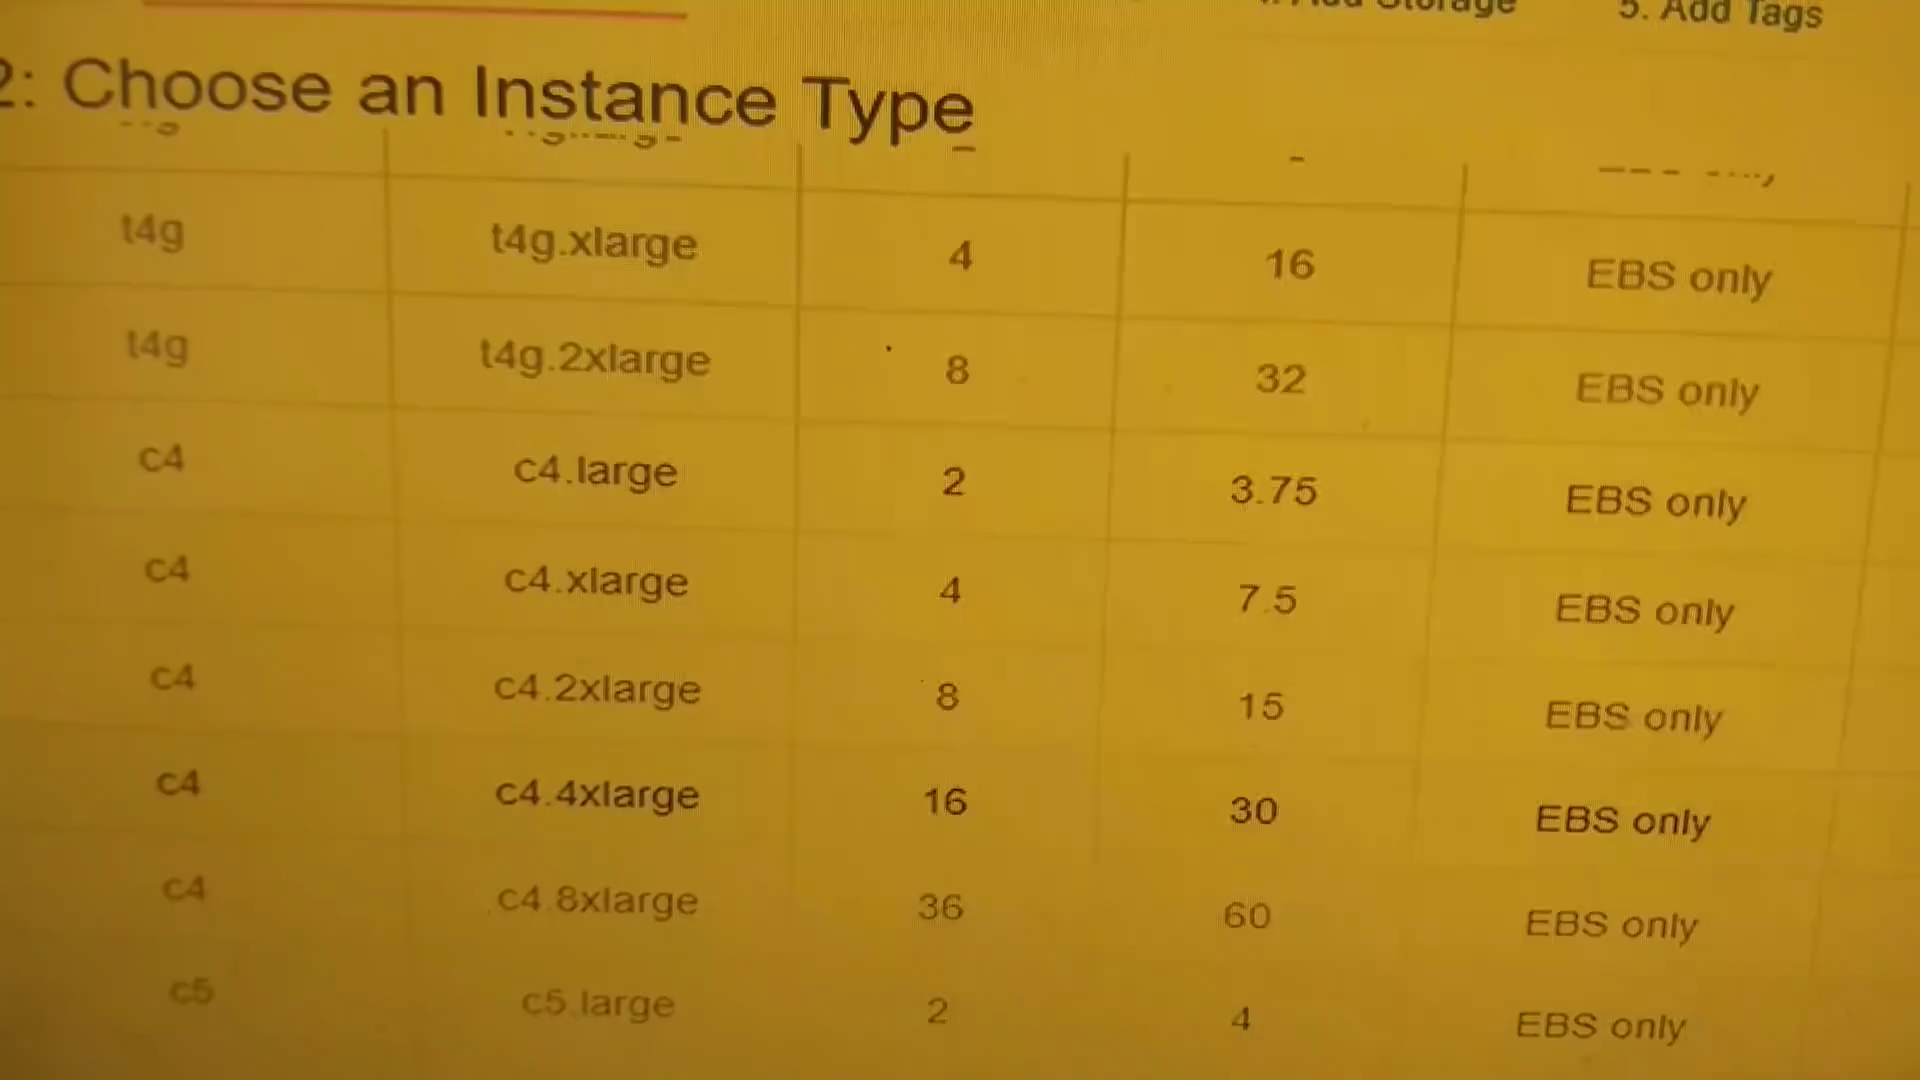 5. Add Tags
2: Choose an Instance Type
t4g t4g.xlarge 4 16 EBS only
t4g t4g.2xlarge 8 32 EBS only
c4 c4.large 2 3.75 EBS only
c4 c4.xlarge 4 7.5 EBS only
c4 c4.2xlarge 8 15 EBS only
c4 c4.4xlarge 16 30 EBS only
c4 c4.8xlarge 36 60 EBS only
c5 c5.large 2 4 EBS only